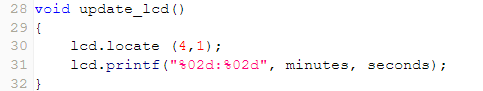 28 void update_lcd()
29 {
30     lcd.locate (4,1);
31     lcd.printf("%02d:%02d", minutes, seconds);
32 }